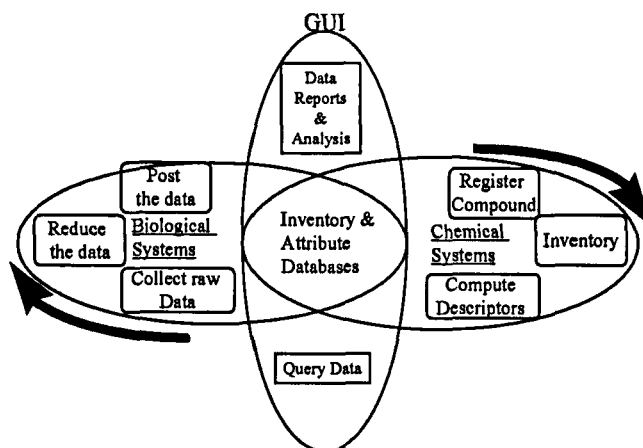 GUI
Data
Reports
&
Analysis
Post
the data
Reduce
the data
Biological
Systems
Collect raw
Data
Inventory &
Attribute
Databases
Register
Compound
Chemical
Systems
Inventory
Compute
Descriptors
Query Data